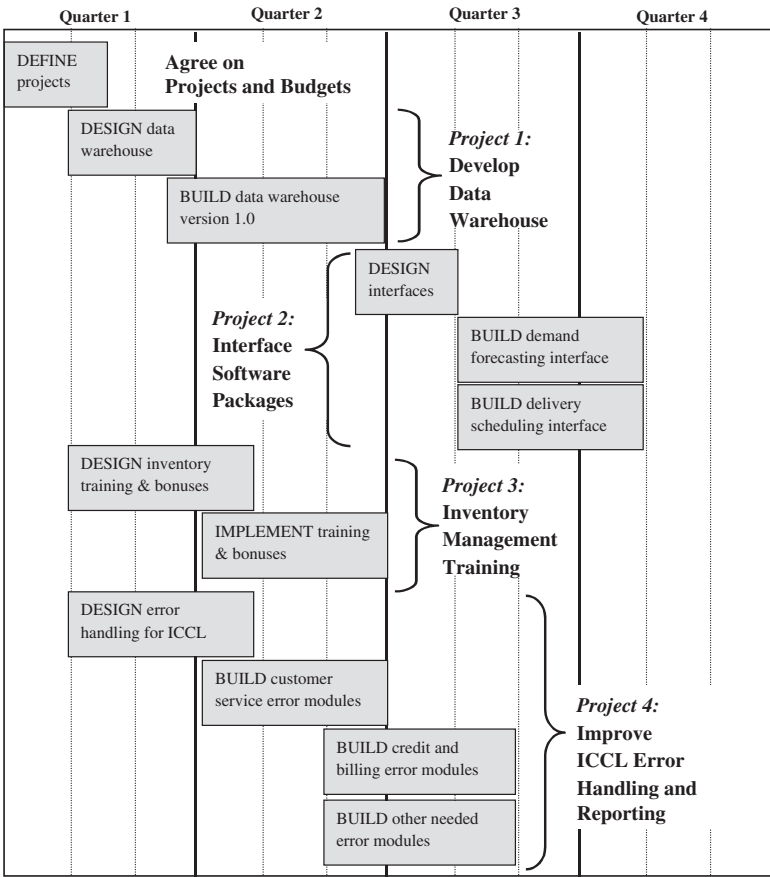 Quarter 1
Quarter 2
Quarter 3
Quarter 4
DEFINE
projects
Agree on
Projects and Budgets
DESIGN data
warehouse
Project 1:
Develop
Data
Warehouse
BUILD data warehouse
version 1.0
DESIGN
interfaces
Project 2:
Interface
Software
Packages
BUILD demand
forecasting interface
BUILD delivery
scheduling interface
DESIGN inventory
training & bonuses
Project 3:
Inventory
Management
Training
IMPLEMENT training
& bonuses
DESIGN error
handling for ICCL
BUILD customer
service error modules
Project 4:
Improve
ICCL Error
Handling and
Reporting
BUILD credit and
billing error modules
BUILD other needed
error modules